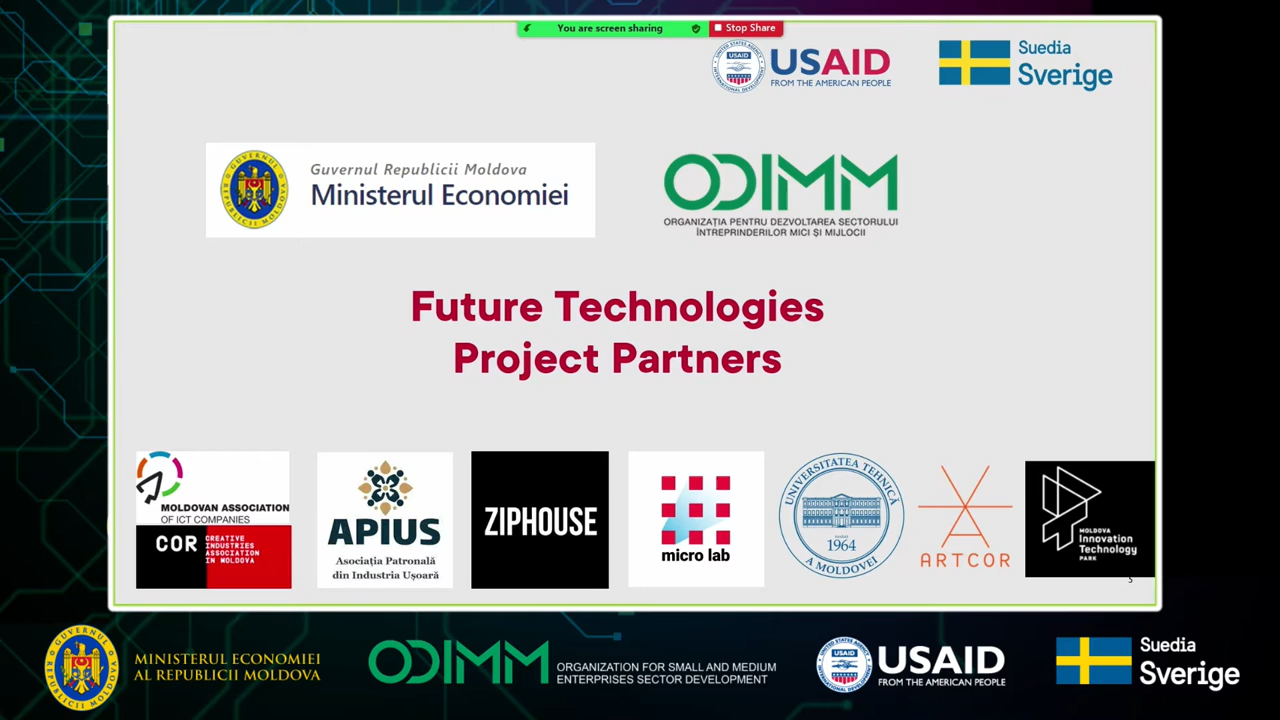 You are screen sharing
Stop Share
USAID
FROM THE AMERICAN PEOPLE
Suedia
Sverige
Guvernul Republicii Moldova
Ministerul Economiei
ODIMM
ORGANIZAȚIA PENTRU DEZVOLTAREA SECTORULUI
ÎNTREPRINDERILOR MICI ȘI MIJLOCII
Future Technologies
Project Partners
MOLDOVAN ASSOCIATION
OF ICT COMPANIES
COR
CREATIVE
INDUSTRIES
ASSOCIATION
IN MOLDOVA
APIUS
Asociația Patronală
din Industria Ușoară
ZIPHOUSE
micro lab
UNIVERSITATEA TEHNICĂ
1964
A MOLDOVEI
ARTCOR
MOLDOVA
Innovation
Technology
PARK
5
MINISTERUL ECONOMIEI
AL REPUBLICII MOLDOVA
ODIMM
ORGANIZATION FOR SMALL AND MEDIUM
ENTERPRISES SECTOR DEVELOPMENT
USAID
FROM THE AMERICAN PEOPLE
Suedia
Sverige